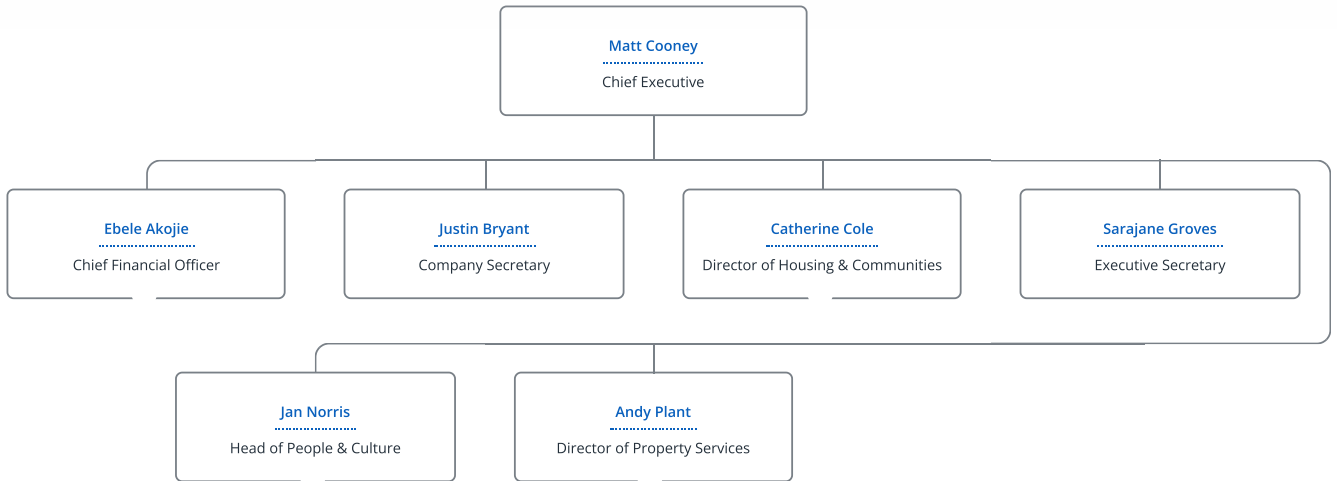 Matt Cooney
Chief Executive
Ebele Akojie
Chief Financial Officer
Justin Bryant
Company Secretary
Catherine Cole
Director of Housing & Communities
Sarajane Groves
Executive Secretary
Jan Norris
Head of People & Culture
Andy Plant
Director of Property Services